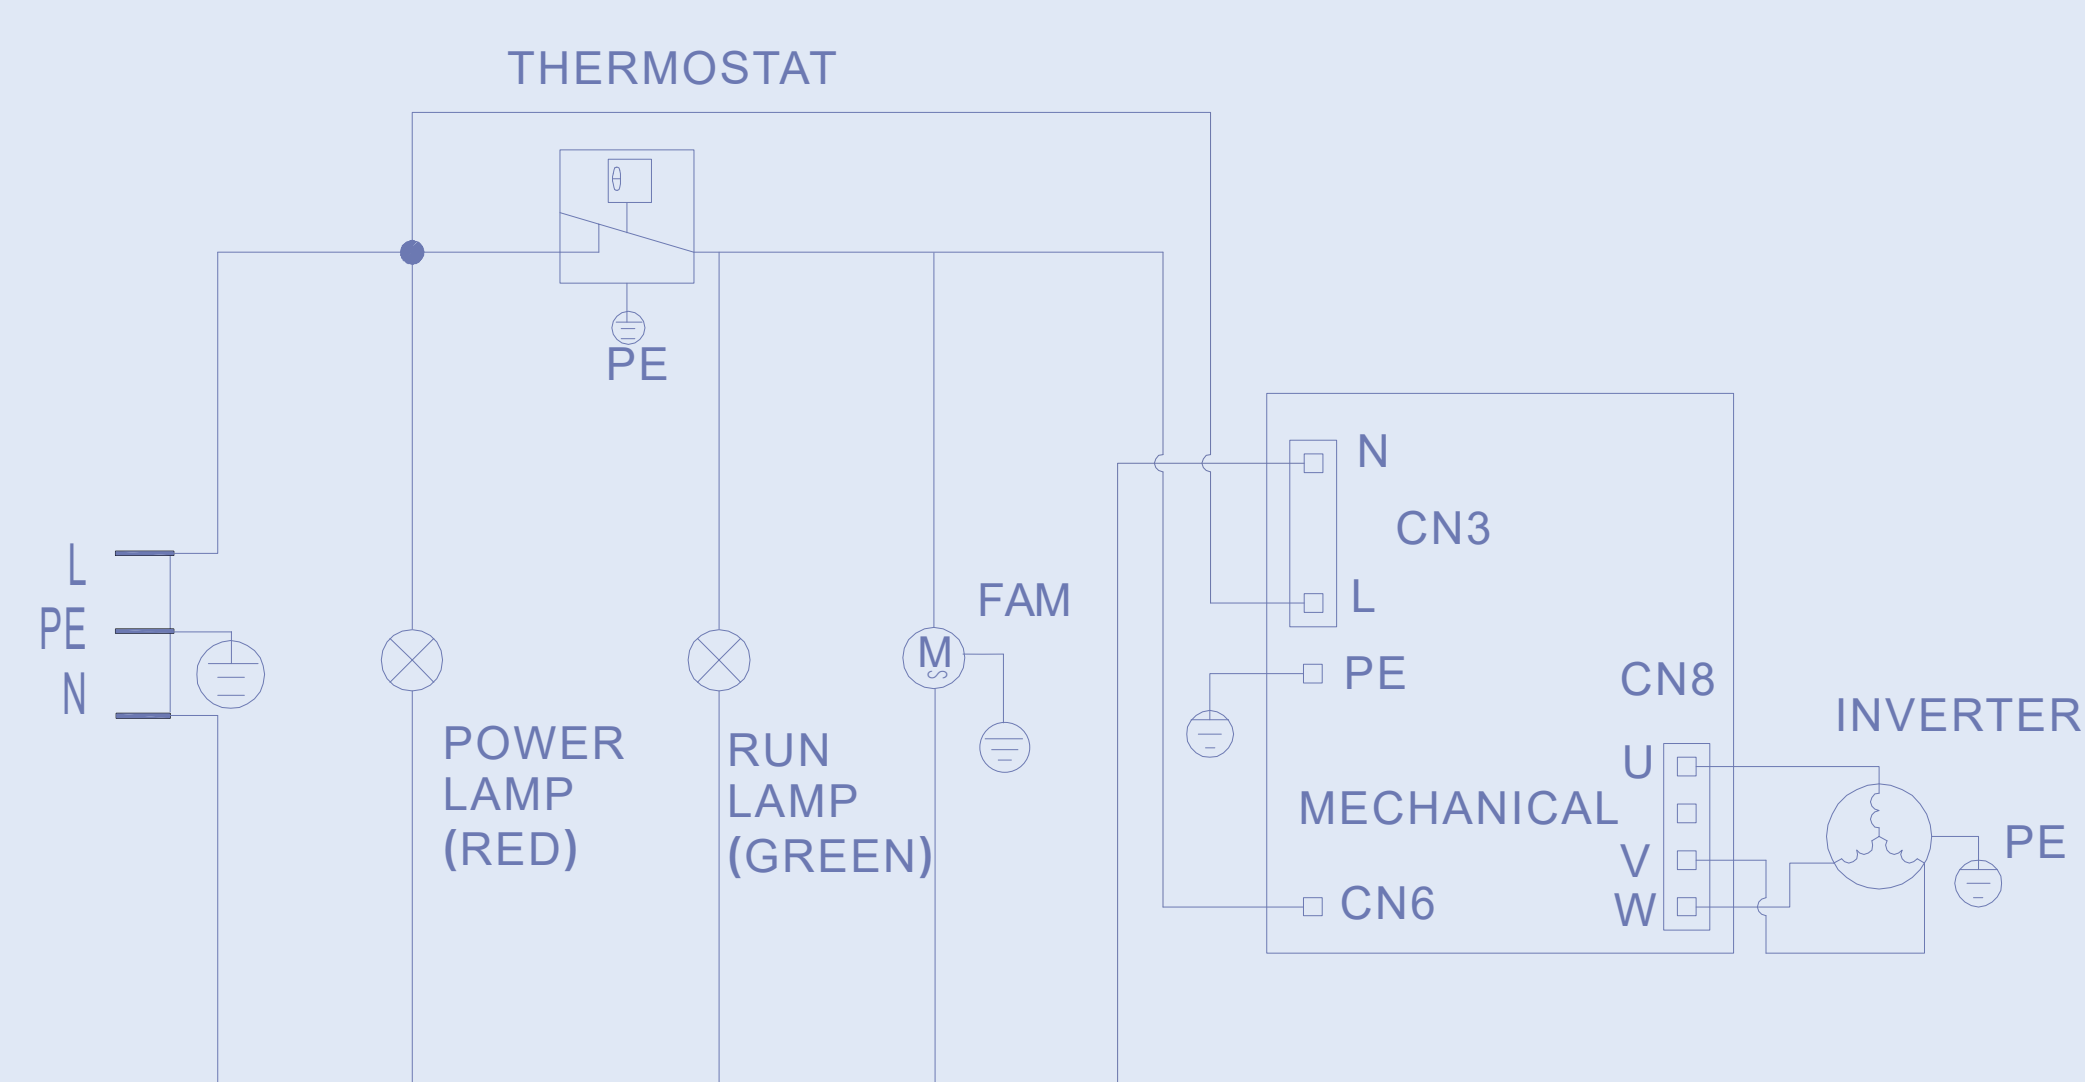 THERMOSTAT
θ
PE
N
CN3
L
L
FAM
PE
M
S
PE
CN8
N
INVERTER
POWER
LAMP
(RED)
RUN
LAMP
(GREEN)
U
MECHANICAL
PE
V
CN6
W